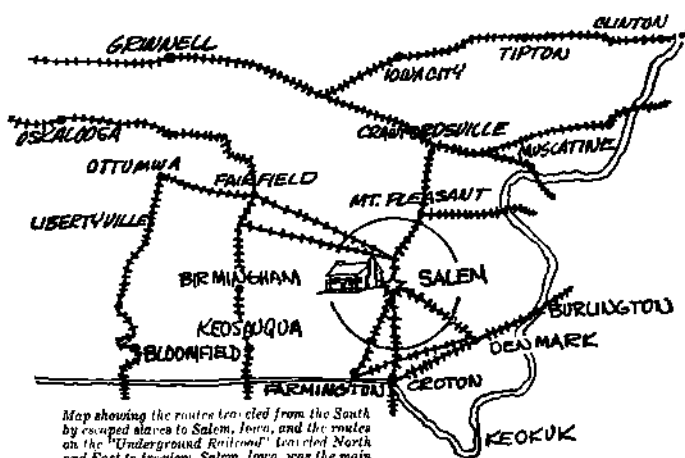 CLINTON
GRINNELL
TIPTON
IOWA CITY
OSKALOOSA
CRAWFORDSVILLE
MUSCATINE
OTTUMWA
FAIRFIELD
MT. PLEASANT
LIBERTYVILLE
BIRMINGHAM
SALEM
KEOSAUQUA
BURLINGTON
BLOOMFIELD
DENMARK
FARMINGTON
CROTON
KEOKUK
Map showing the routes traveled from the South
by escaped slaves to Salem, Iowa, and the routes
on the "Underground Railroad" traveled North
and East to freedom. Salem, Iowa, was the main